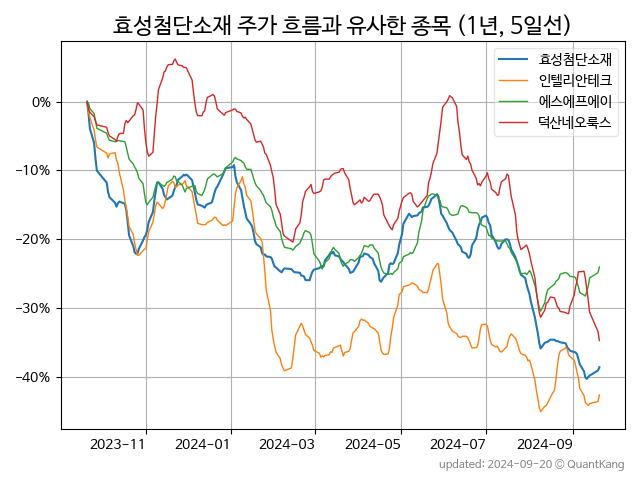 효성첨단소재 주가 흐름과 유사한 종목 (1년, 5일선)
효성첨단소재
인텔리안테크
에스에프에이
덕산네오룩스
0%
−10%
−20%
−30%
−40%
2023-11 2024-01 2024-03 2024-05 2024-07 2024-09
updated: 2024-09-20 © QuantKang